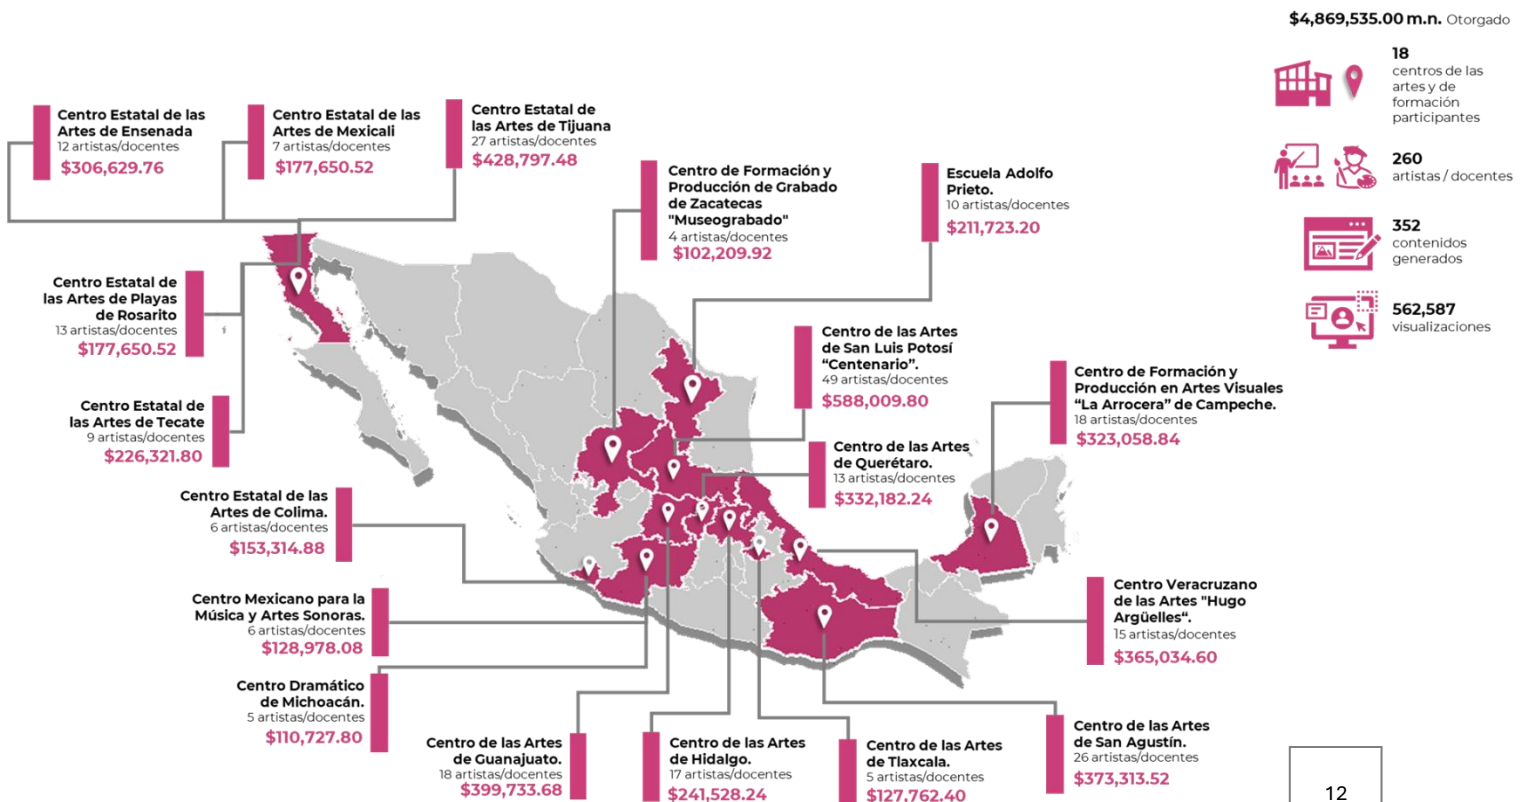 $4,869,535.00 m.n. Otorgado
18
centros de las
artes y de
formación
participantes
260
artistas / docentes
352
contenidos
generados
562,587
visualizaciones
Centro Estatal de las
Artes de Ensenada
12 artistas/docentes
$306,629.76
Centro Estatal de las
Artes de Mexicali
7 artistas/docentes
$177,650.52
Centro Estatal de
las Artes de Tijuana
27 artistas/docentes
$428,797.48
Centro de Formación y
Producción de Grabado
de Zacatecas
"Museograbado"
4 artistas/docentes
$102,209.92
Escuela Adolfo
Prieto.
10 artistas/docentes
$211,723.20
Centro Estatal de
las Artes de Playas
de Rosarito
13 artistas/docentes
$177,650.52
Centro de las Artes
de San Luis Potosí
“Centenario”.
49 artistas/docentes
$588,009.80
Centro de Formación y
Producción en Artes Visuales
“La Arrocera” de Campeche.
18 artistas/docentes
$323,058.84
Centro Estatal de
las Artes de Tecate
9 artistas/docentes
$226,321.80
Centro de las Artes
de Querétaro.
13 artistas/docentes
$332,182.24
Centro Estatal de las
Artes de Colima.
6 artistas/docentes
$153,314.88
Centro Mexicano para la
Música y Artes Sonoras.
6 artistas/docentes
$128,978.08
Centro Veracruzano
de las Artes "Hugo
Argüelles“.
15 artistas/docentes
$365,034.60
Centro Dramático
de Michoacán.
5 artistas/docentes
$110,727.80
Centro de las Artes
de Guanajuato.
18 artistas/docentes
$399,733.68
Centro de las Artes
de Hidalgo.
17 artistas/docentes
$241,528.24
Centro de las Artes
de Tlaxcala.
5 artistas/docentes
$127,762.40
Centro de las Artes
de San Agustín.
26 artistas/docentes
$373,313.52
12